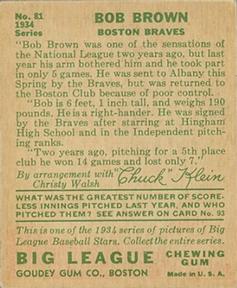 No. 81
1934
Series
BOB BROWN
BOSTON BRAVES
"Bob Brown was one of the sensations of
the National League two years ago, but last
year his arm bothered him and he took part
in only 5 games. He was sent to Albany this
Spring by the Braves, but was returned to
the Boston Club because of poor control.
"Bob is 6 feet, 1 inch tall, and weighs 190
pounds. He is a right-hander. He was signed
by the Braves after starring at Hingham
High School and in the Independent pitch-
ing ranks.
"Two years ago, pitching for a 5th place
club he won 14 games and lost only 7."
By arrangement with "Chuck" Klein
Christy Walsh
WHAT WAS THE GREATEST NUMBER OF SCORE-
LESS INNINGS PITCHED LAST YEAR, AND WHO
PITCHED THEM? SEE ANSWER ON CARD No. 93
This is one of the 1934 series of pictures of Big
League Baseball Stars. Collect the entire series.
BIG LEAGUE CHEWING GUM
GOUDEY GUM CO., BOSTON Made in U. S. A.